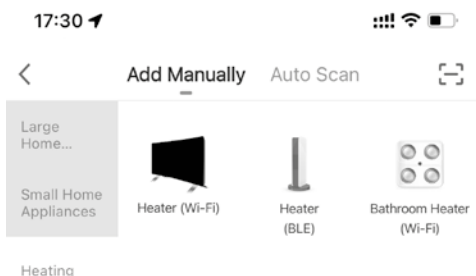 17:30
Add Manually Auto Scan
Large
Home...
Small Home
Appliances
Heating
Heater (Wi-Fi)
Heater
(BLE)
Bathroom Heater
(Wi-Fi)